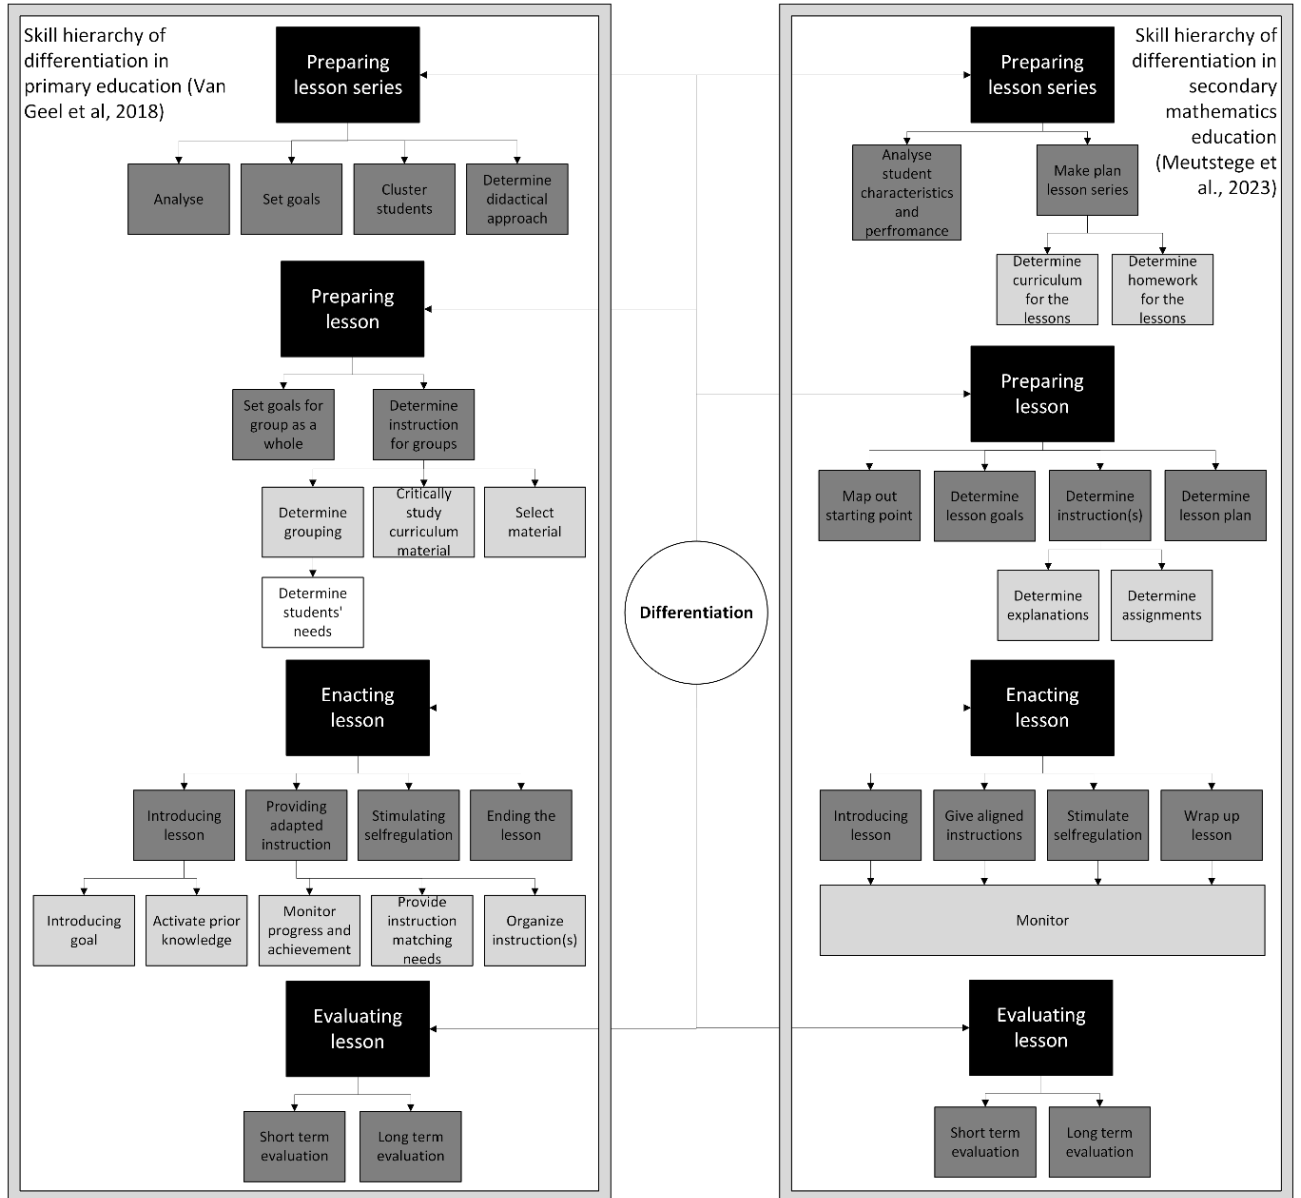 Skill hierarchy of
differentiation in
primary education (Van
Geel et al, 2018)
Preparing
lesson series
Analyse
Set goals
Cluster
students
Determine
didactical
approach
Preparing
lesson
Set goals for
group as a
whole
Determine
instruction
for groups
Determine
grouping
Critically
study
curriculum
material
Select
material
Determine
students'
needs
Enacting
lesson
Introducing
lesson
Providing
adapted
instruction
Stimulating
selfregulation
Ending the
lesson
Introducing
goal
Activate prior
knowledge
Monitor
progress and
achievement
Provide
instruction
matching
needs
Organize
instruction(s)
Evaluating
lesson
Short term
evaluation
Long term
evaluation
Differentiation
Skill hierarchy of
differentiation in
secondary
mathematics
education
(Meutstege et
al., 2023)
Preparing
lesson series
Analyse
student
characteristics
and
perfromance
Make plan
lesson series
Determine
curriculum
for the
lessons
Determine
homework
for the
lessons
Preparing
lesson
Map out
starting point
Determine
lesson goals
Determine
instruction(s)
Determine
lesson plan
Determine
explanations
Determine
assignments
Enacting
lesson
Introducing
lesson
Give aligned
instructions
Stimulate
selfregulation
Wrap up
lesson
Monitor
Evaluating
lesson
Short term
evaluation
Long term
evaluation